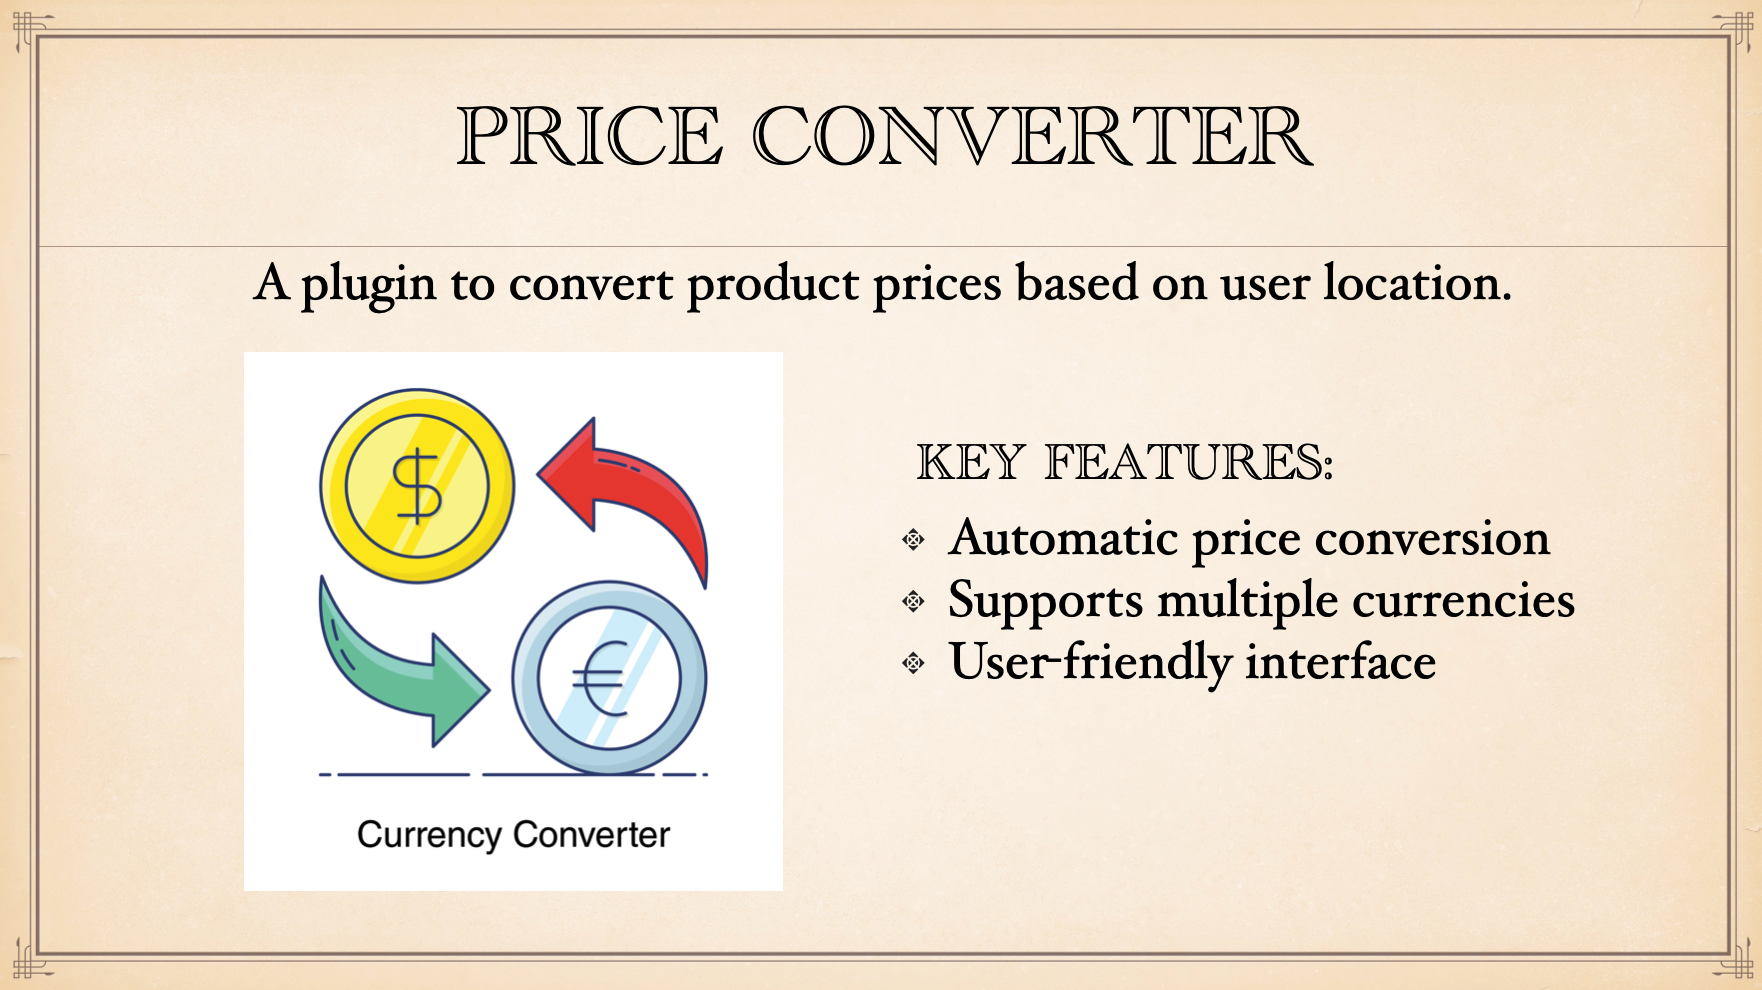 PRICE CONVERTER
A plugin to convert product prices based on user location.
$
€
Currency Converter
KEY FEATURES:
Automatic price conversion
Supports multiple currencies
User-friendly interface